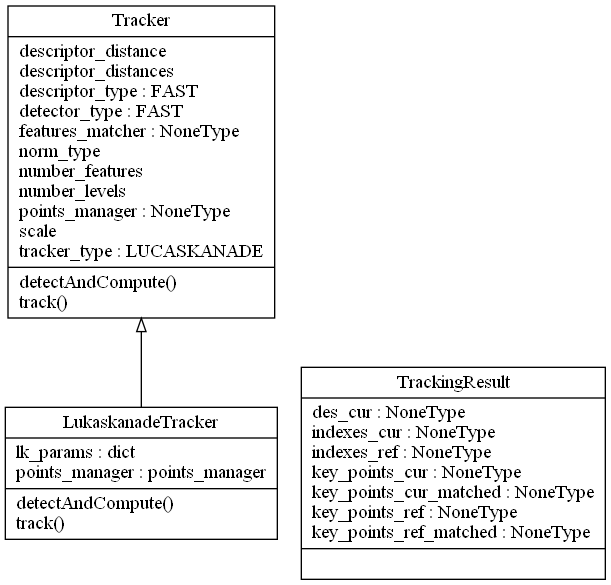 Tracker
descriptor_distance
descriptor_distances
descriptor_type : FAST
detector_type : FAST
features_matcher : NoneType
norm_type
number_features
number_levels
points_manager : NoneType
scale
tracker_type : LUCASKANADE
detectAndCompute()
track()
LukaskanadeTracker
lk_params : dict
points_manager : points_manager
detectAndCompute()
track()
TrackingResult
des_cur : NoneType
indexes_cur : NoneType
indexes_ref : NoneType
key_points_cur : NoneType
key_points_cur_matched : NoneType
key_points_ref : NoneType
key_points_ref_matched : NoneType